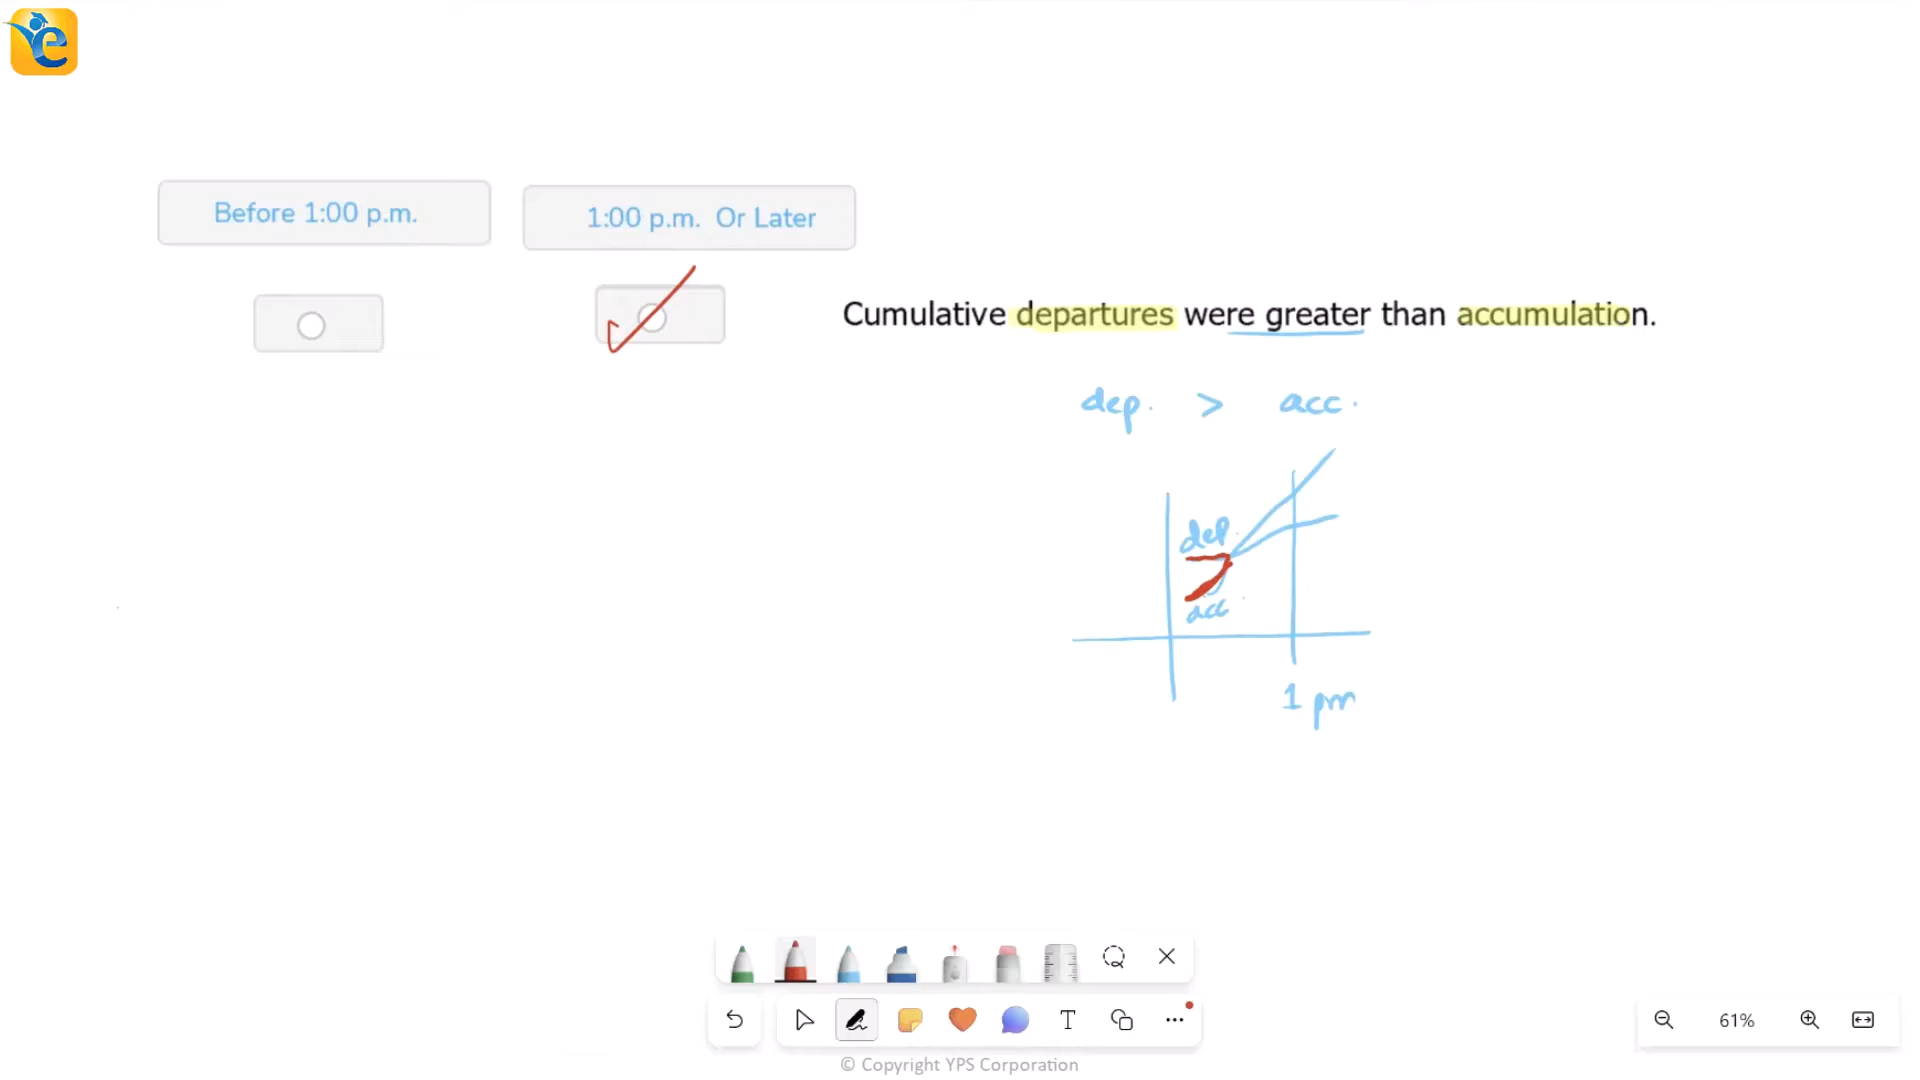 e
Before 1:00 p.m.
1:00 p.m. Or Later
Cumulative departures were greater than accumulation.
dep. > acc.
dep.
acc
1 pm
T
61%
© Copyright YPS Corporation